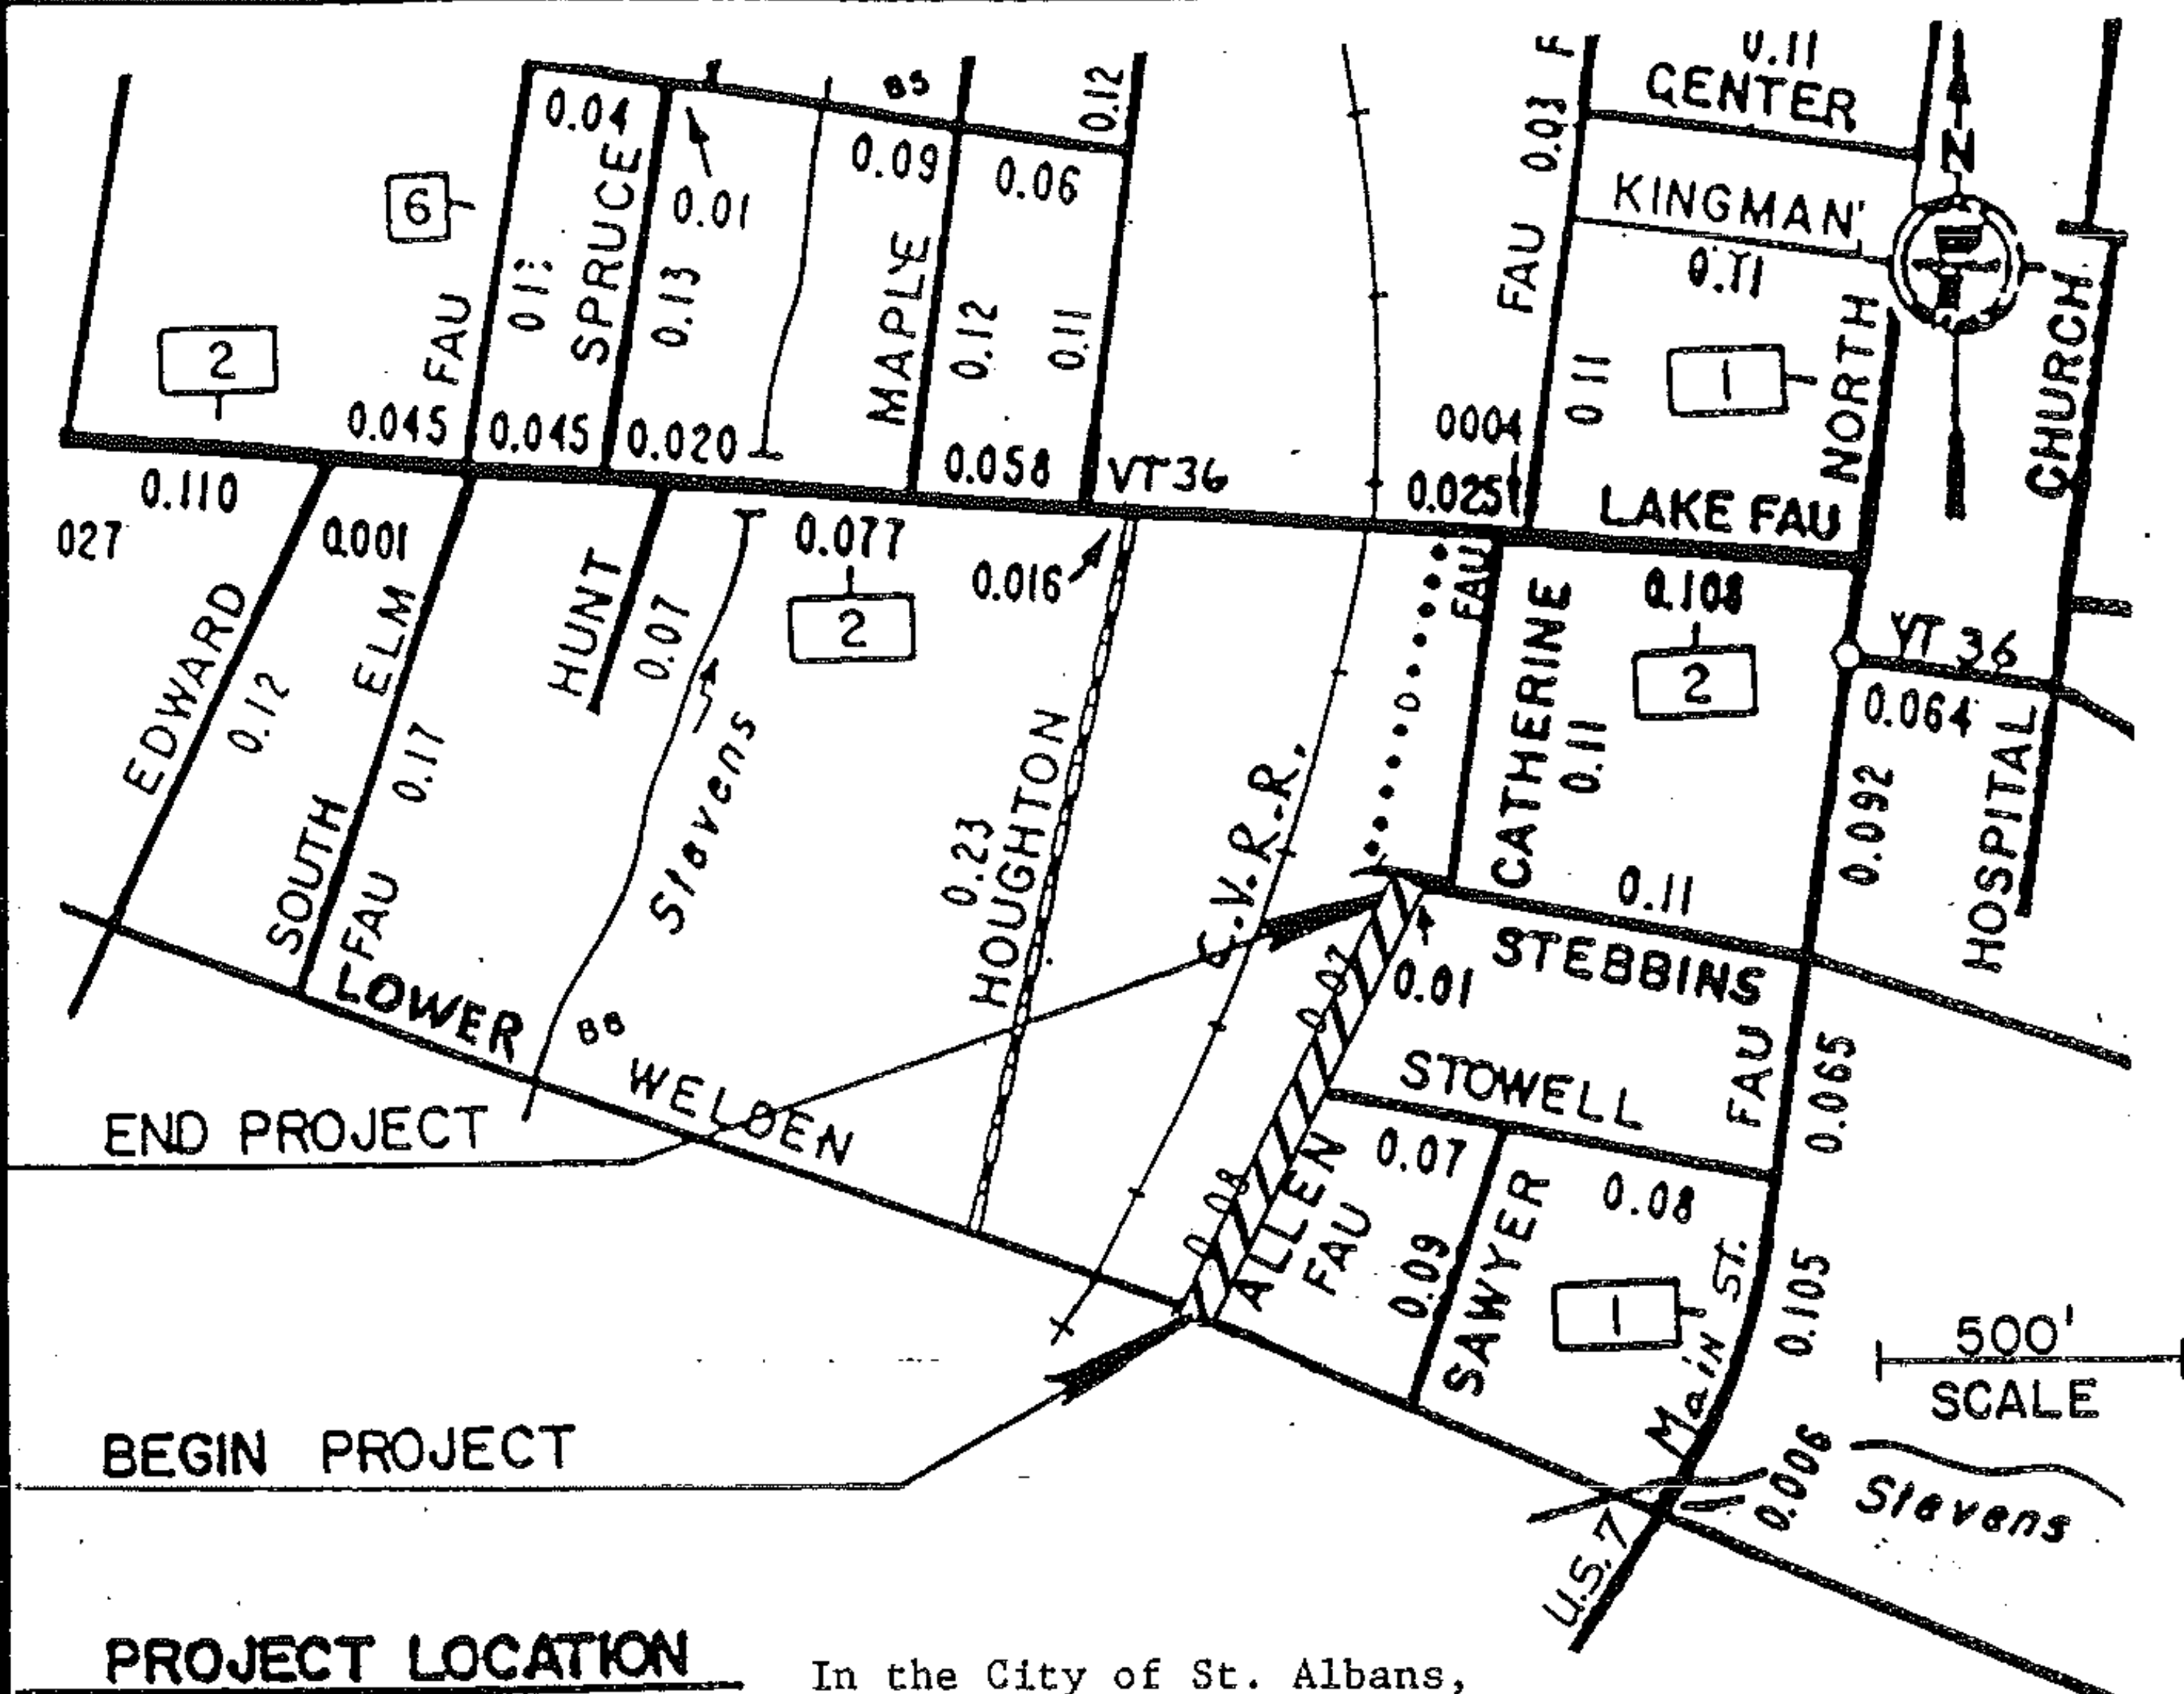 0.11
CENTER
F
0.03
BS
0.12
0.04
0.09
0.06
N
KINGMAN
0.11
6
SPRUCE
0.01
0.13
0.13
MAPLE
0.12
0.11
FAU
0.11
1
NORTH
CHURCH
2
FAU
0.045
0.045
0.020
0.058
VT 36
0004
0.025
LAKE FAU
0.110
027
0.001
HUNT
0.07
0.077
2
0.016
FAU
CATHERINE
0.11
0.108
2
VT 36
0.064
EDWARD
0.12
SOUTH ELM
0.17
FAU
Stevens
0.23
HOUGHTON
C.V.R.R.
0.11
0.092
HOSPITAL
0.07
0.01
STEBBINS
LOWER
BB
WELDEN
END PROJECT
STOWELL
FAU
0.065
0.08
ALLEN
FAU
0.07
0.09
SAWYER
0.08
1
Main ST.
0.105
500'
SCALE
BEGIN PROJECT
0.006
Stevens
U.S. 7
PROJECT LOCATION
In the City of St. Albans,